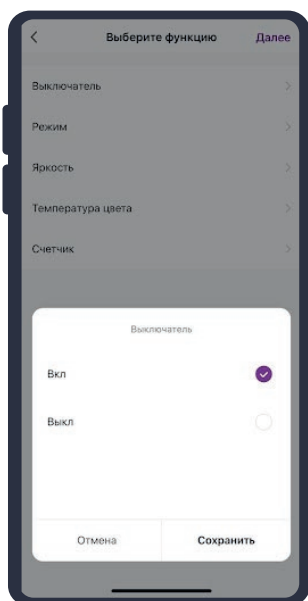 Выберите функцию Далее
Выключатель
Режим
Яркость
Температура цвета
Счетчик
Выключатель
Вкл
Выкл
Отмена Сохранить